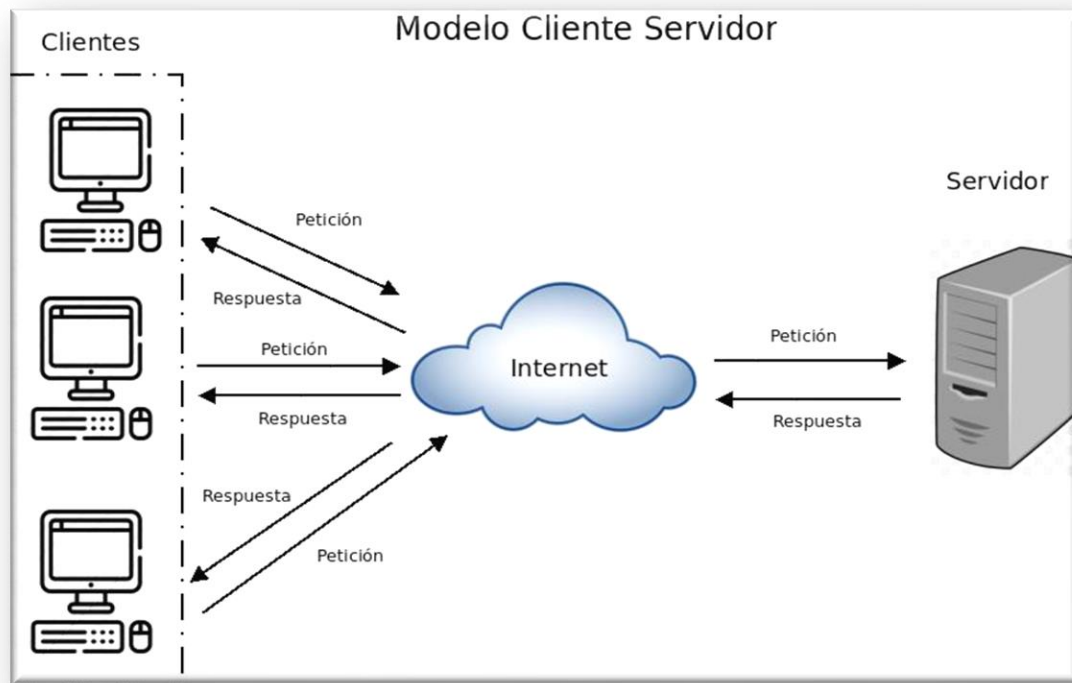 Modelo Cliente Servidor
Clientes
Servidor
Petición
Respuesta
Petición
Respuesta
Internet
Petición
Respuesta
Respuesta
Petición